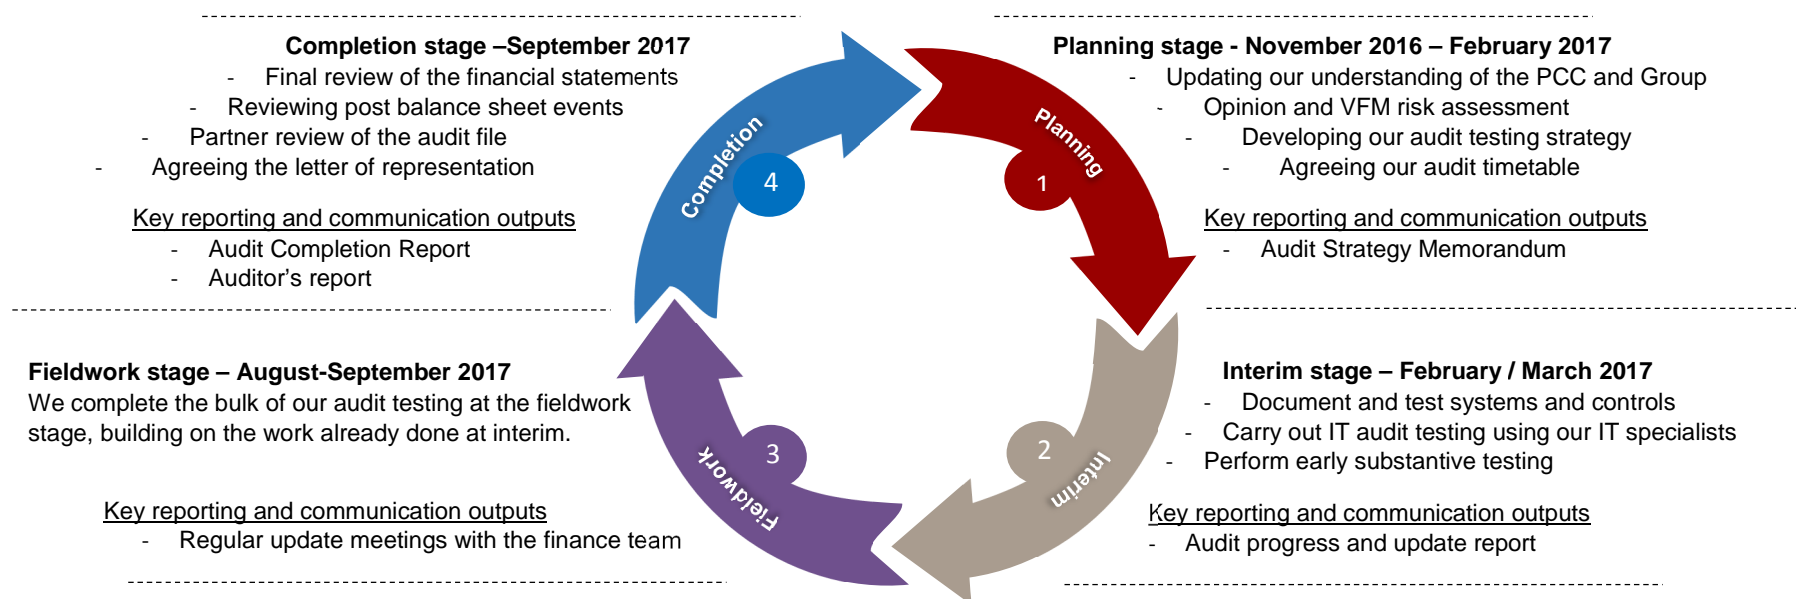 Completion stage –September 2017
- Final review of the financial statements
- Reviewing post balance sheet events
- Partner review of the audit file
- Agreeing the letter of representation
Key reporting and communication outputs
- Audit Completion Report
- Auditor’s report
Planning stage - November 2016 – February 2017
- Updating our understanding of the PCC and Group
- Opinion and VFM risk assessment
- Developing our audit testing strategy
- Agreeing our audit timetable
Key reporting and communication outputs
- Audit Strategy Memorandum
Completion
4
Planning
1
Fieldwork stage – August-September 2017
We complete the bulk of our audit testing at the fieldwork
stage, building on the work already done at interim.
Key reporting and communication outputs
- Regular update meetings with the finance team
Fieldwork
3
Interim
2
Interim stage – February / March 2017
- Document and test systems and controls
- Carry out IT audit testing using our IT specialists
- Perform early substantive testing
Key reporting and communication outputs
- Audit progress and update report